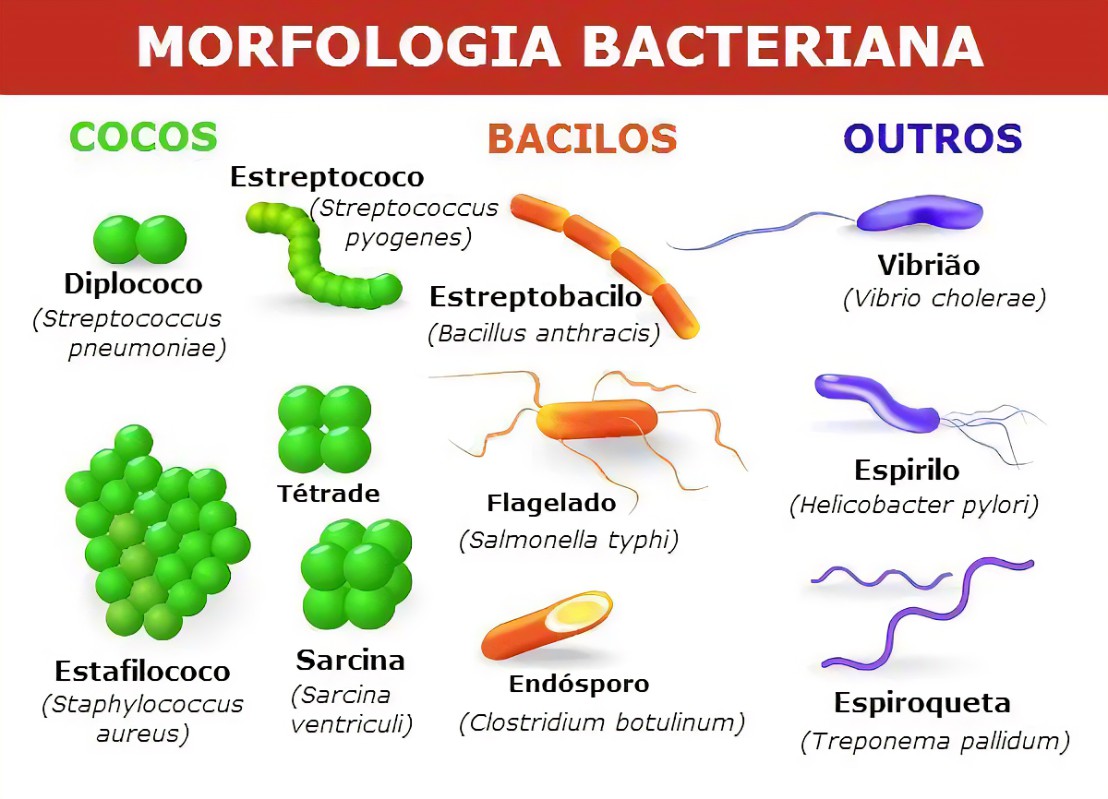 MORFOLOGIA BACTERIANA
COCOS
Diplococo
(Streptococcus
pneumoniae)
Estreptococo
(Streptococcus
pyogenes)
Tétrade
Estafilococo
(Staphylococcus
aureus)
Sarcina
(Sarcina
ventriculi)
BACILOS
Estreptobacilo
(Bacillus anthracis)
Flagelado
(Salmonella typhi)
Endósporo
(Clostridium botulinum)
OUTROS
Vibrião
(Vibrio cholerae)
Espirilo
(Helicobacter pylori)
Espiroqueta
(Treponema pallidum)